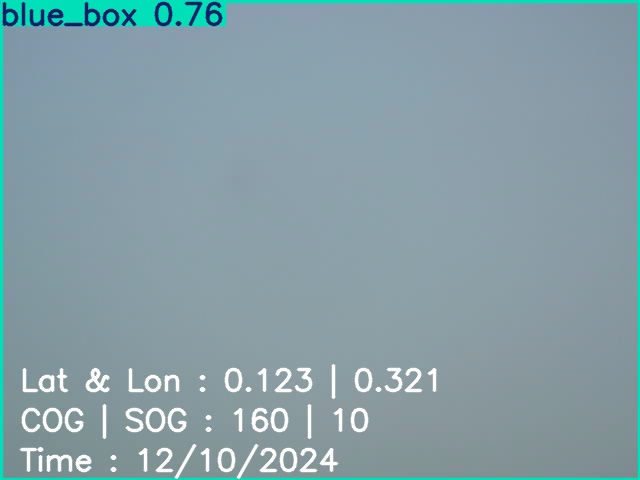 blue_box 0.76
Lat & Lon : 0.123 | 0.321
COG | SOG : 160 | 10
Time : 12/10/2024